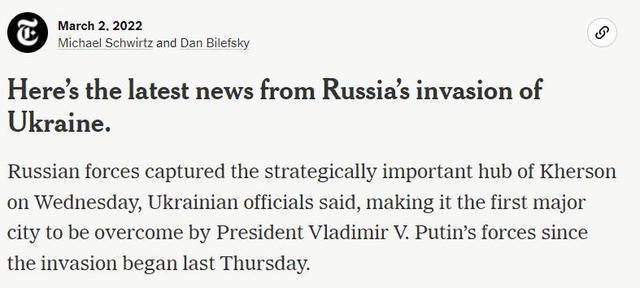 March 2, 2022
Michael Schwirtz and Dan Bilefsky
Here’s the latest news from Russia’s invasion of
Ukraine.
Russian forces captured the strategically important hub of Kherson
on Wednesday, Ukrainian officials said, making it the first major
city to be overcome by President Vladimir V. Putin’s forces since
the invasion began last Thursday.